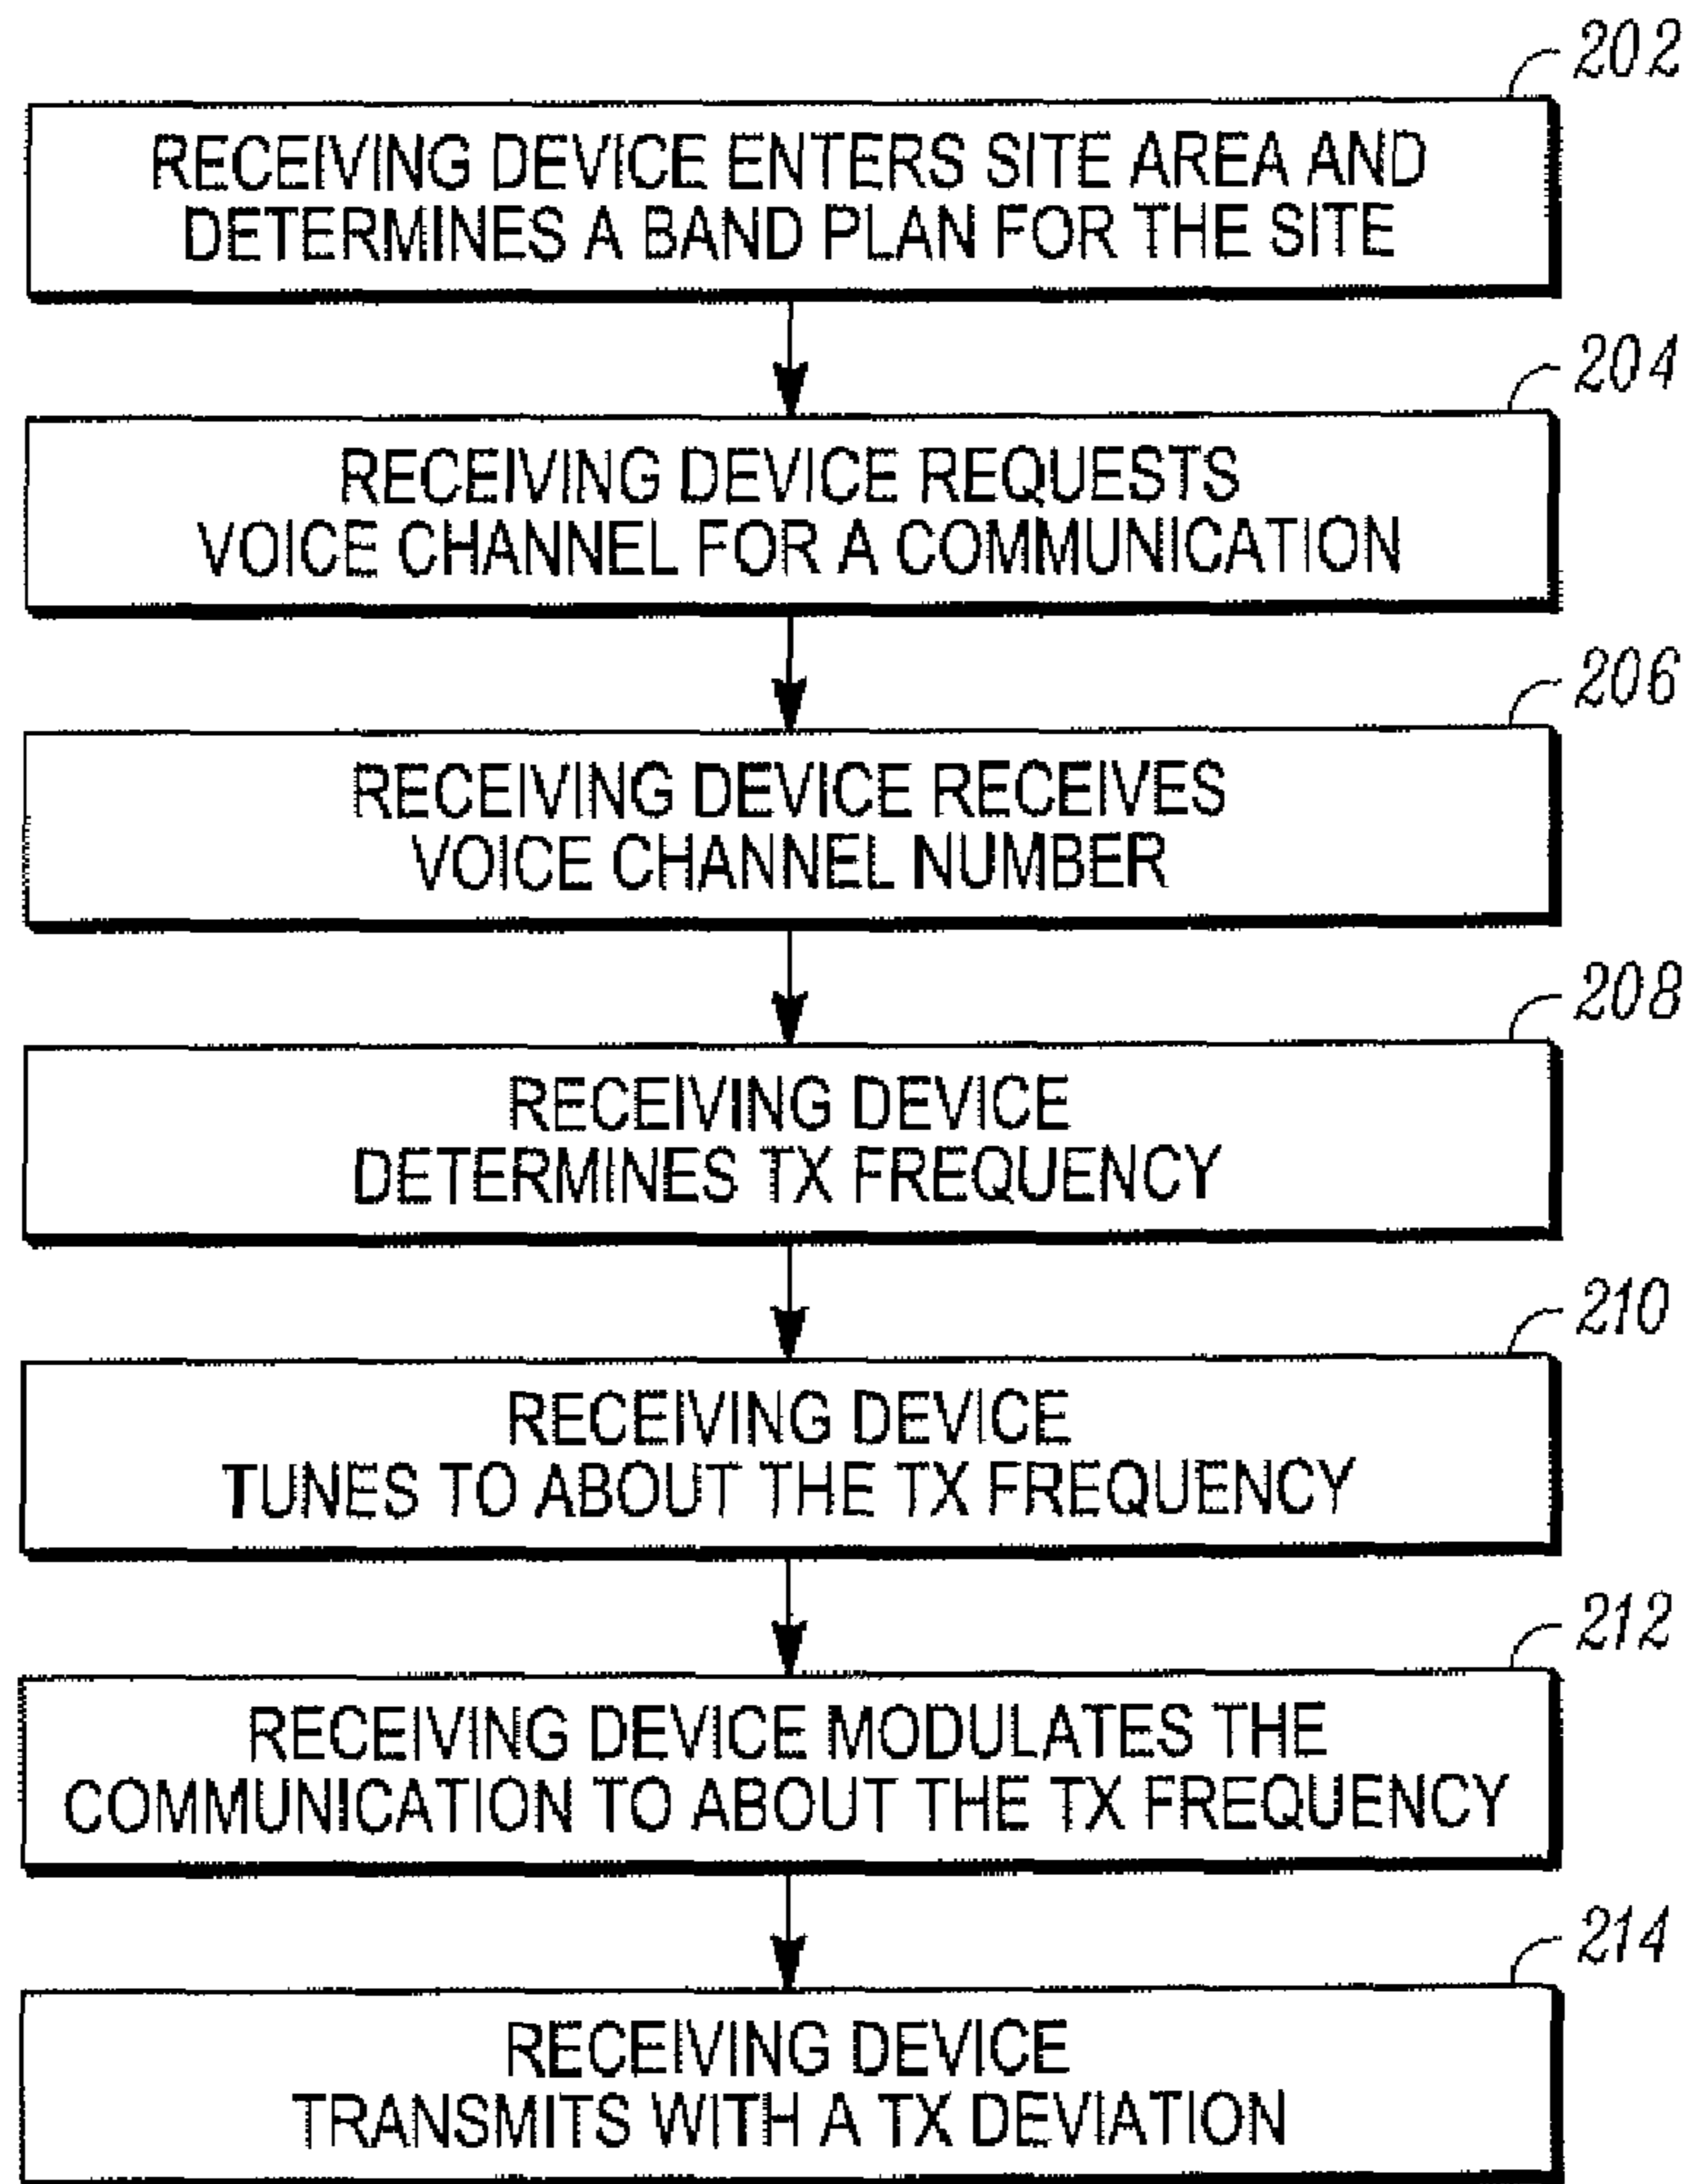 202
RECEIVING DEVICE ENTERS SITE AREA AND
DETERMINES A BAND PLAN FOR THE SITE
204
RECEIVING DEVICE REQUESTS
VOICE CHANNEL FOR A COMMUNICATION
206
RECEIVING DEVICE RECEIVES
VOICE CHANNEL NUMBER
208
RECEIVING DEVICE
DETERMINES TX FREQUENCY
210
RECEIVING DEVICE
TUNES TO ABOUT THE TX FREQUENCY
212
RECEIVING DEVICE MODULATES THE
COMMUNICATION TO ABOUT THE TX FREQUENCY
214
RECEIVING DEVICE
TRANSMITS WITH A TX DEVIATION